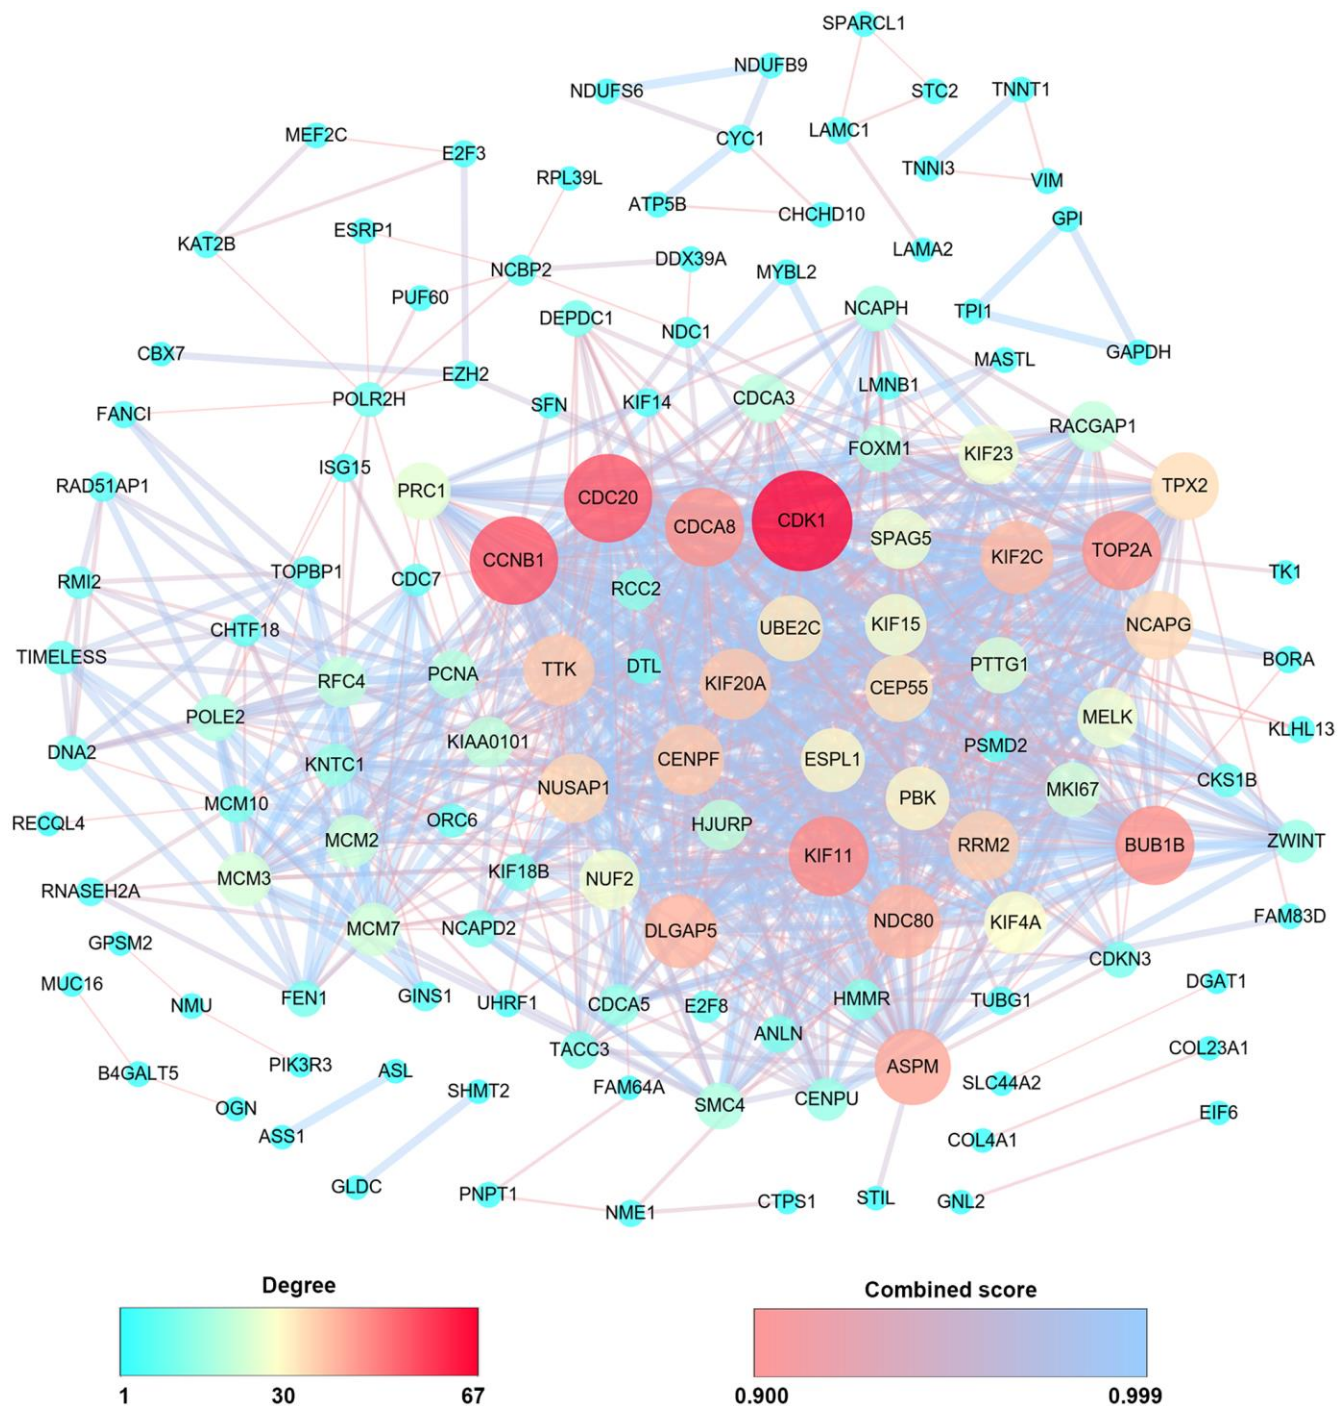 SPARCL1
NDUFB9
NDUFS6
STC2
TNNT1
MEF2C
LAMC1
CYC1
E2F3
TNNI3
RPL39L
VIM
ATP5B
CHCHD10
GPI
ESRP1
KAT2B
LAMA2
DDX39A
NCBP2
MYBL2
PUF60
NCAPH
TPI1
DEPDC1
NDC1
CBX7
GAPDH
MASTL
EZH2
LMNB1
POLR2H
CDCA3
SFN
KIF14
FANCI
RACGAP1
FOXM1
KIF23
ISG15
RAD51AP1
PRC1
TPX2
CDC20
CDK1
CDCA8
SPAG5
TOP2A
KIF2C
CCNB1
TOPBP1
TK1
RMI2
CDC7
RCC2
UBE2C
KIF15
NCAPG
CHTF18
TIMELESS
BORA
PTTG1
DTL
TTK
PCNA
RFC4
KIF20A
CEP55
POLE2
MELK
KLHL13
KIAA0101
PSMD2
DNA2
CENPF
ESPL1
KNTC1
CKS1B
NUSAP1
MKI67
PBK
MCM10
ORC6
RECQL4
HJURP
MCM2
ZWINT
RRM2
BUB1B
KIF11
KIF18B
MCM3
NUF2
RNASEH2A
FAM83D
NDC80
KIF4A
MCM7
NCAPD2
DLGAP5
GPSM2
CDKN3
MUC16
DGAT1
FEN1
GINS1
UHRF1
CDCA5
E2F8
HMMR
TUBG1
NMU
ANLN
TACC3
COL23A1
PIK3R3
ASPM
B4GALT5
ASL
SLC44A2
FAM64A
SHMT2
CENPU
SMC4
OGN
EIF6
ASS1
COL4A1
GLDC
PNPT1
STIL
CTPS1
GNL2
NME1
Degree
1 30 67
Combined score
0.900 0.999